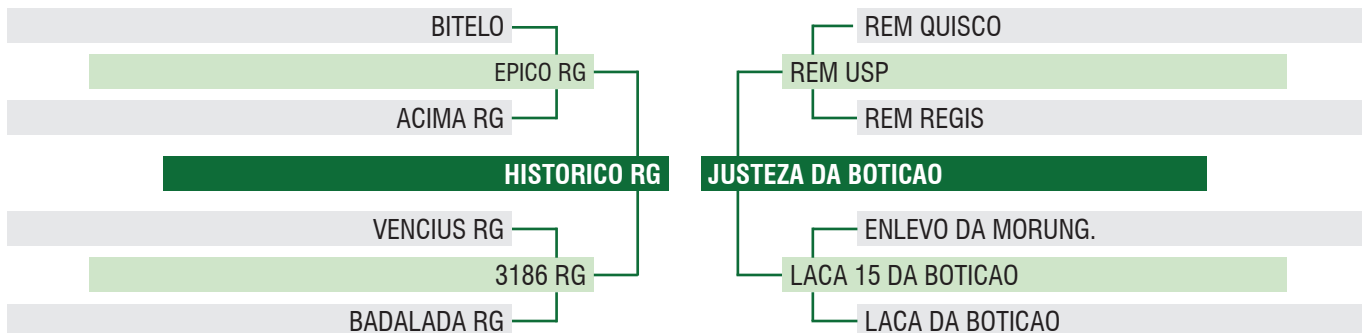 BITELO
REM QUISCO
EPICO RG
REM USP
ACIMA RG
REM REGIS
HISTORICO RG
JUSTEZA DA BOTICAO
VENCIUS RG
ENLEVO DA MORUNG.
3186 RG
LACA 15 DA BOTICAO
BADALADA RG
LACA DA BOTICAO